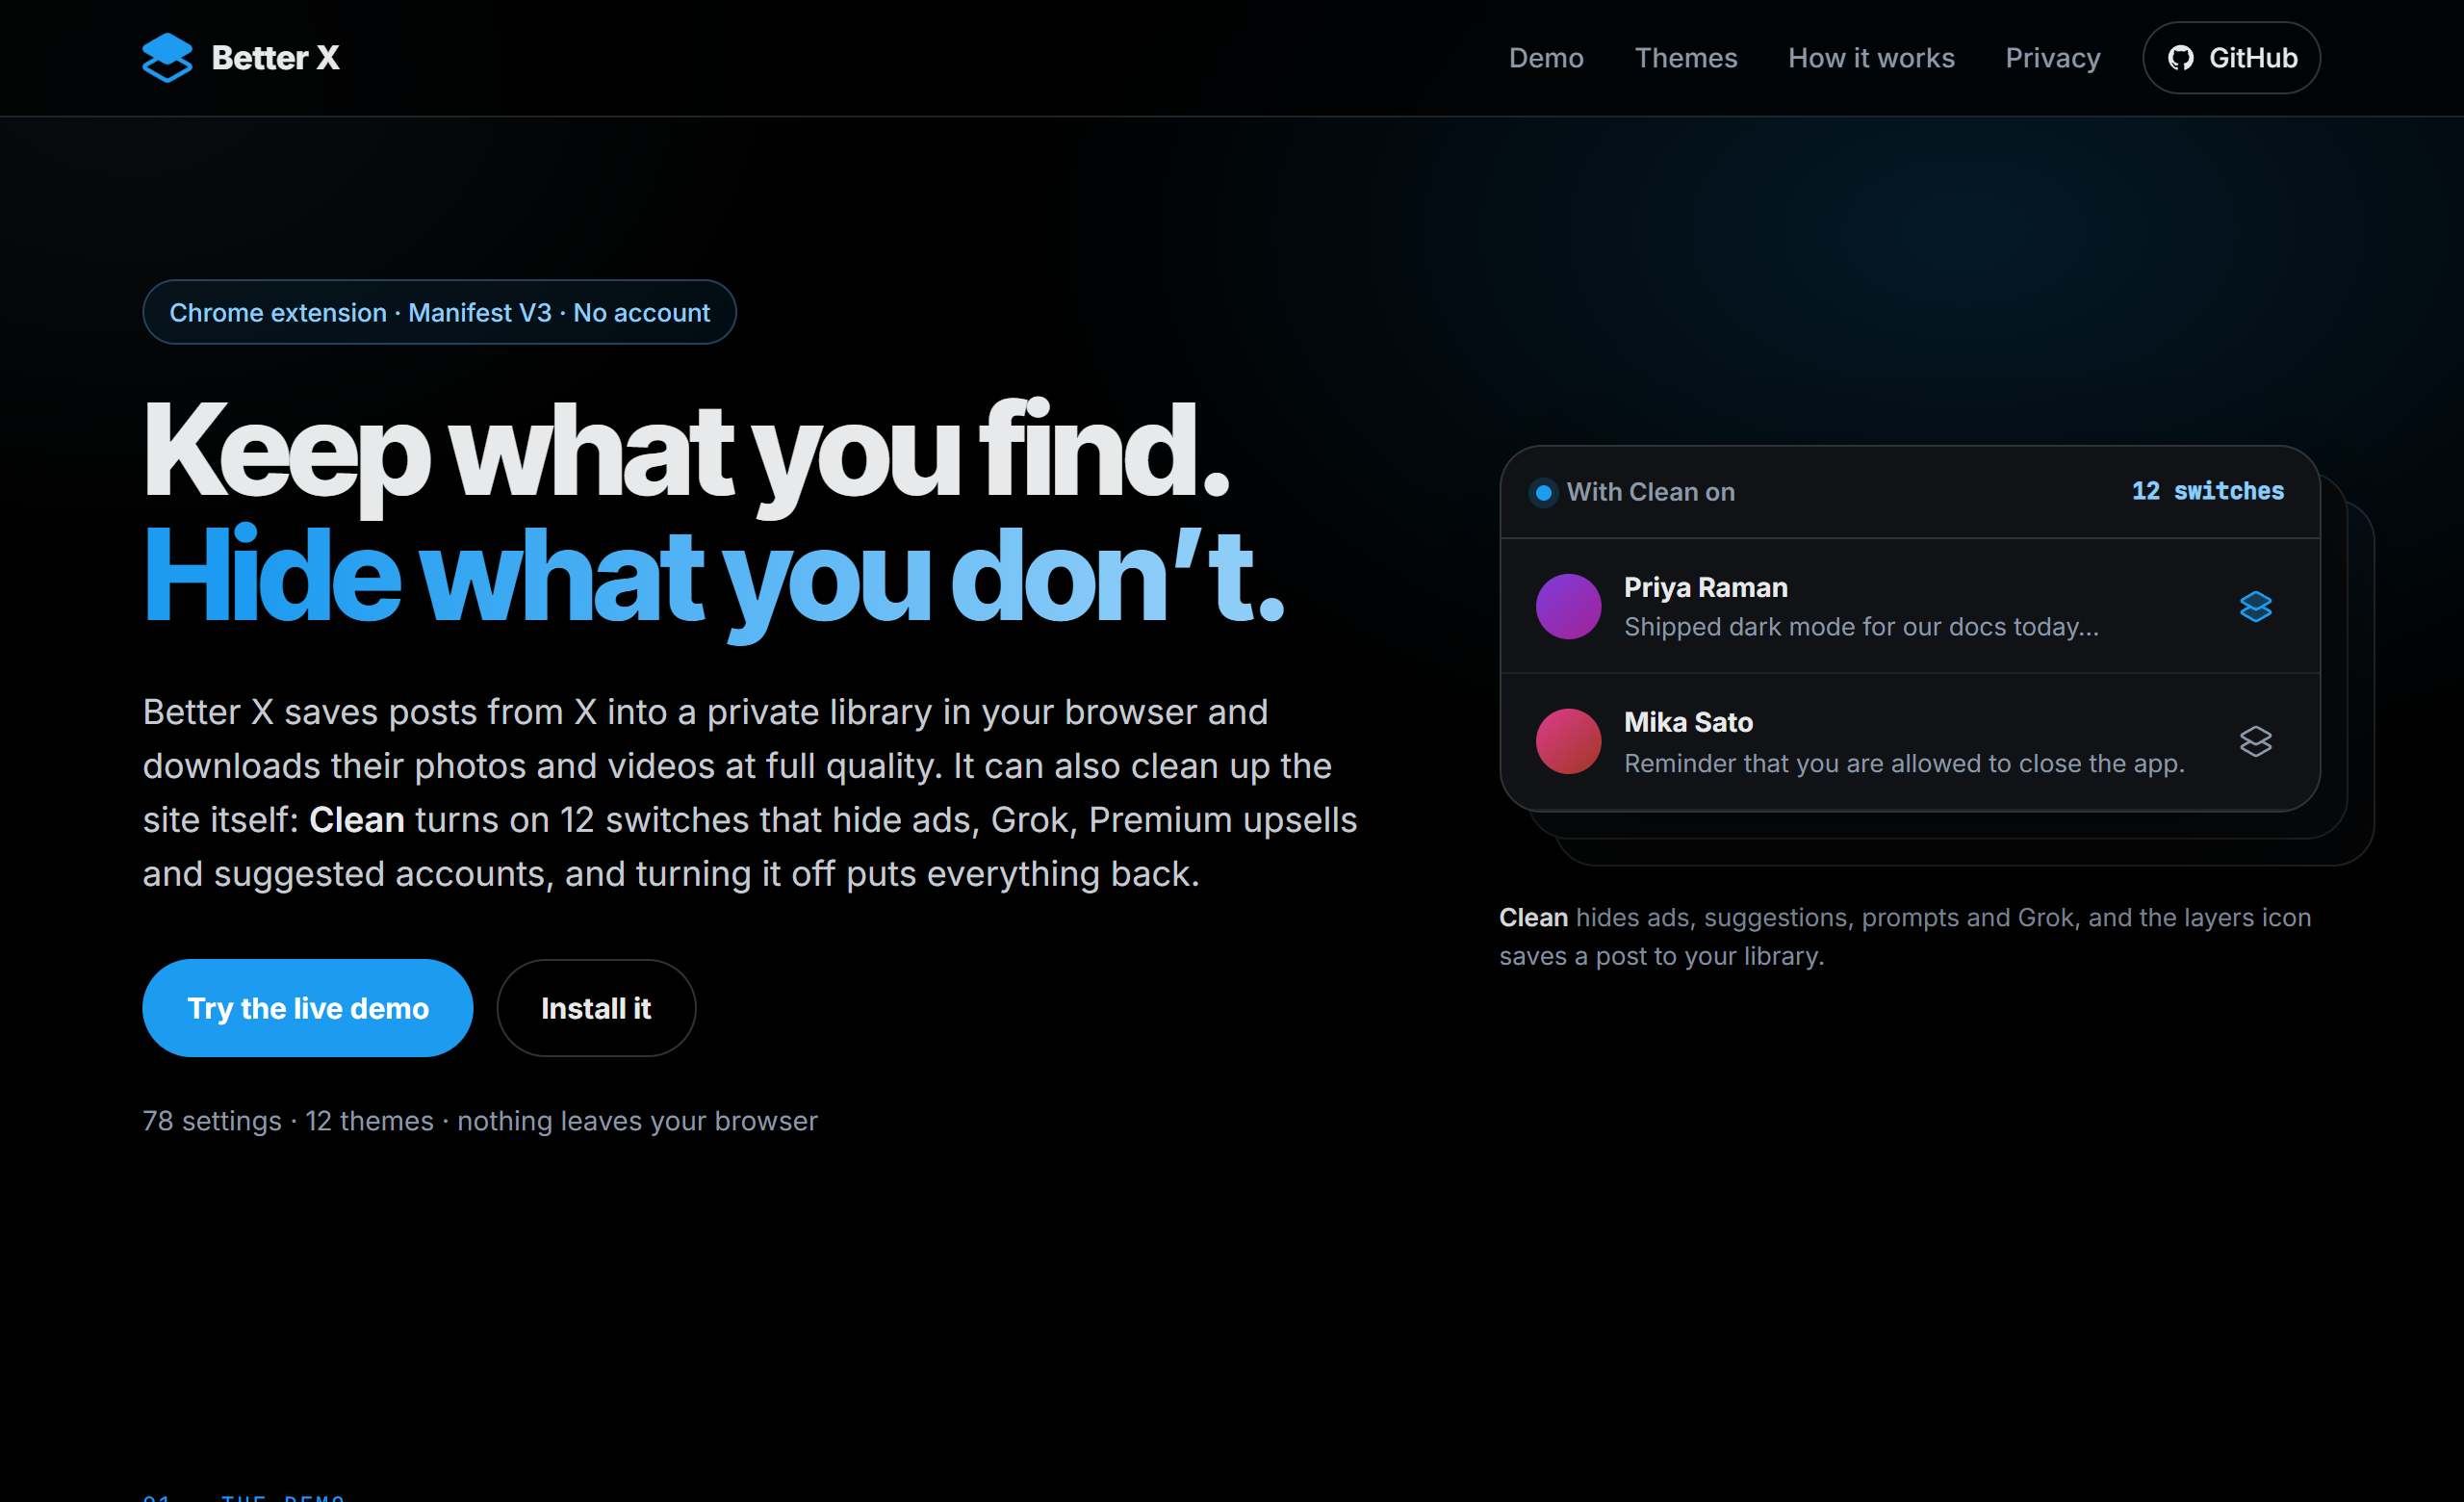 Better X
Demo
Themes
How it works
Privacy
GitHub
Chrome extension · Manifest V3 · No account
Keep what you find.
Hide what you don’t.
Better X saves posts from X into a private library in your browser and
downloads their photos and videos at full quality. It can also clean up the
site itself: Clean turns on 12 switches that hide ads, Grok, Premium upsells
and suggested accounts, and turning it off puts everything back.
Try the live demo
Install it
78 settings · 12 themes · nothing leaves your browser
With Clean on
12 switches
Priya Raman
Shipped dark mode for our docs today…
Mika Sato
Reminder that you are allowed to close the app.
Clean hides ads, suggestions, prompts and Grok, and the layers icon
saves a post to your library.